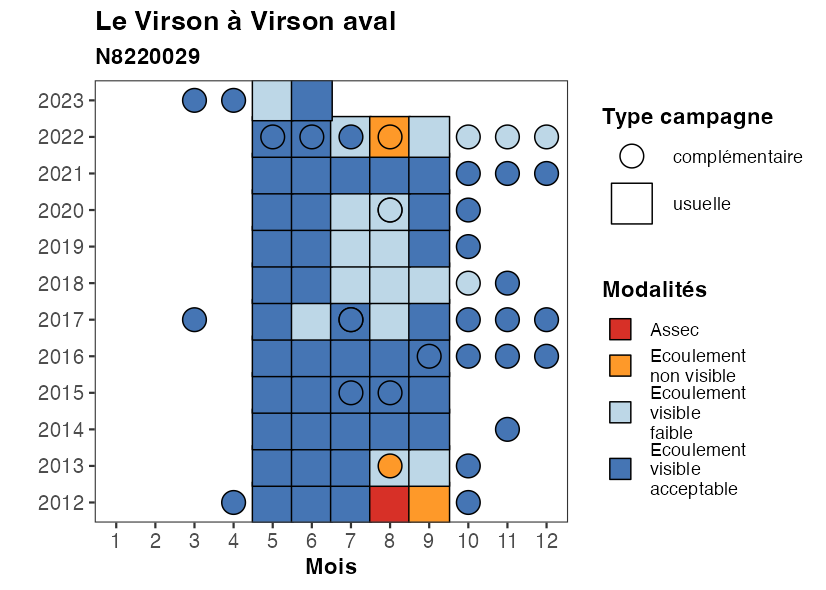 Le Virson à Virson aval
N8220029
2023
2022
2021
2020
2019
2018
2017
2016
2015
2014
2013
2012
1 2 3 4 5 6 7 8 9 10 11 12
Mois
Type campagne
complémentaire
usuelle
Modalités
Assec
Ecoulement
non visible
Ecoulement
visible
faible
Ecoulement
visible
acceptable